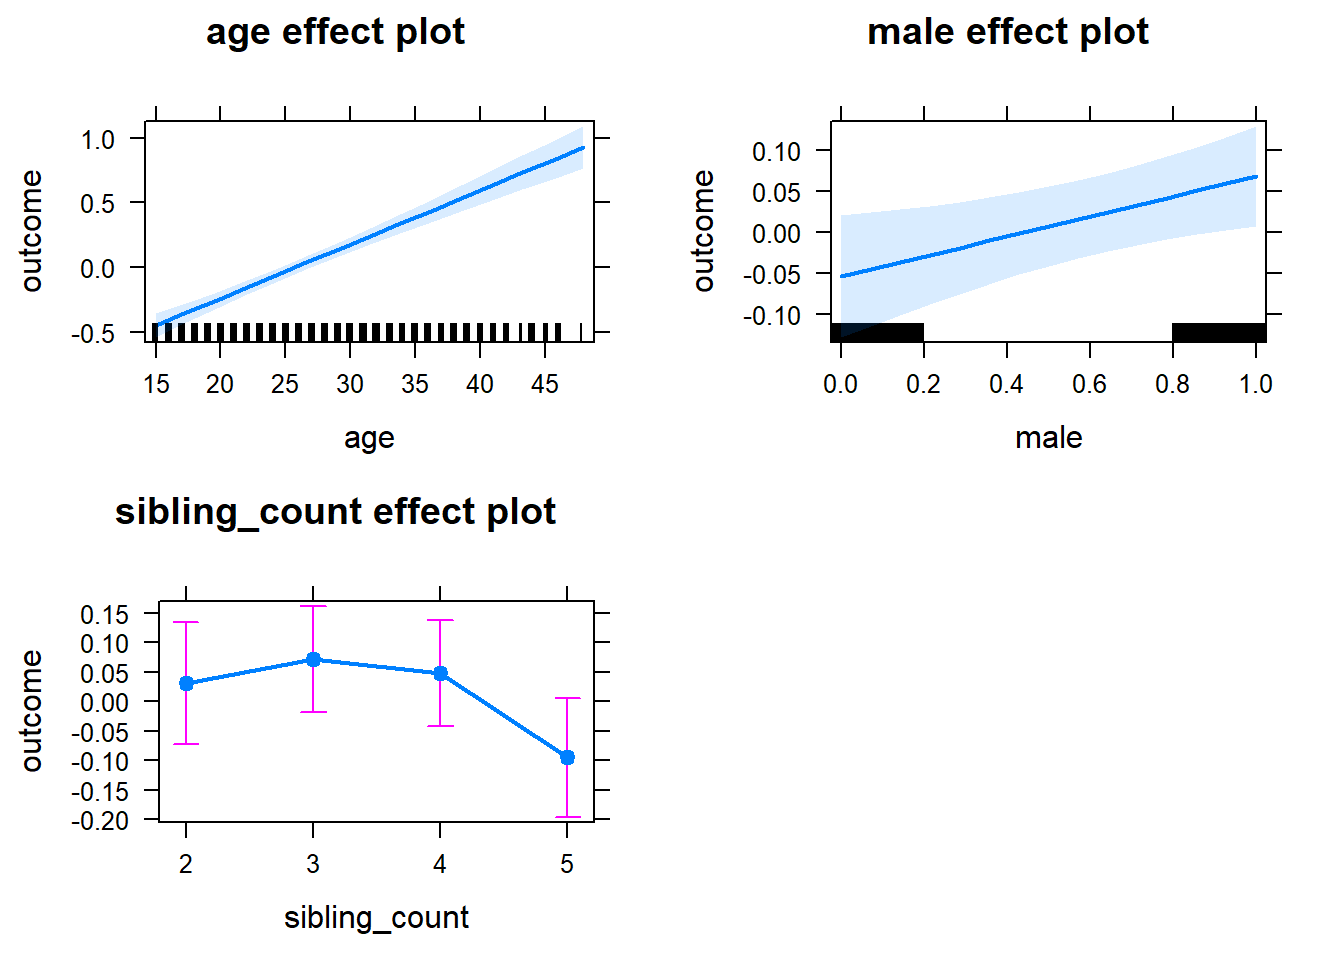 age effect plot
outcome
1.0
0.5
0.0
-0.5
15 20 25 30 35 40 45
age
male effect plot
outcome
0.10
0.05
0.00
-0.05
-0.10
0.0 0.2 0.4 0.6 0.8 1.0
male
sibling_count effect plot
outcome
0.15
0.10
0.05
0.00
-0.05
-0.10
-0.15
-0.20
2 3 4 5
sibling_count